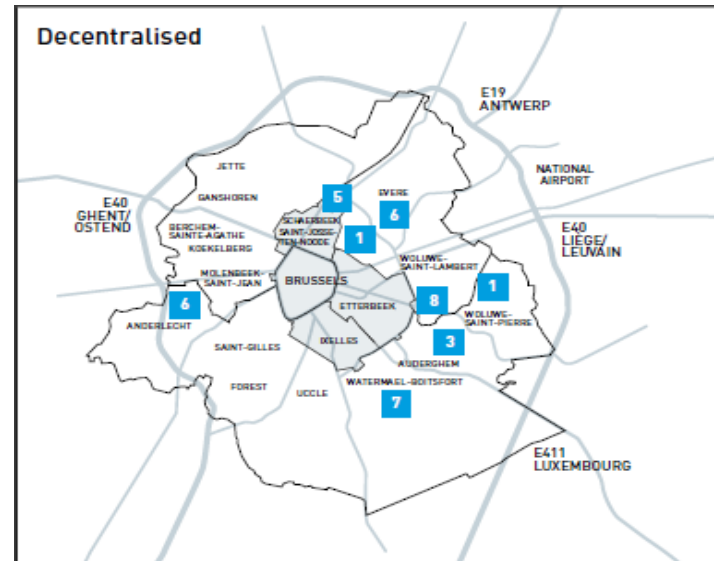 Decentralised
E19
ANTWERP
JETTE
NATIONAL
AIRPORT
GANSHOREN
5
EVERE
E40
GHENT/
OSTEND
6
SCHAERBEEK
BERCHEM-
SAINTE-AGATHE
SAINT-JOSSE-
TEN-NOODE
1
E40
LIÈGE/
LEUVAIN
KOEKELBERG
WOLUWE-
SAINT-LAMBERT
MOLENBEEK-
SAINT-JEAN
BRUSSELS
1
6
ETTERBEEK
8
WOLUWE-
SAINT-PIERRE
ANDERLECHT
IXELLES
3
SAINT-GILLES
AUDERGHEM
FOREST
UCCLE
WATERMAEL-BOITSFORT
7
E411
LUXEMBOURG